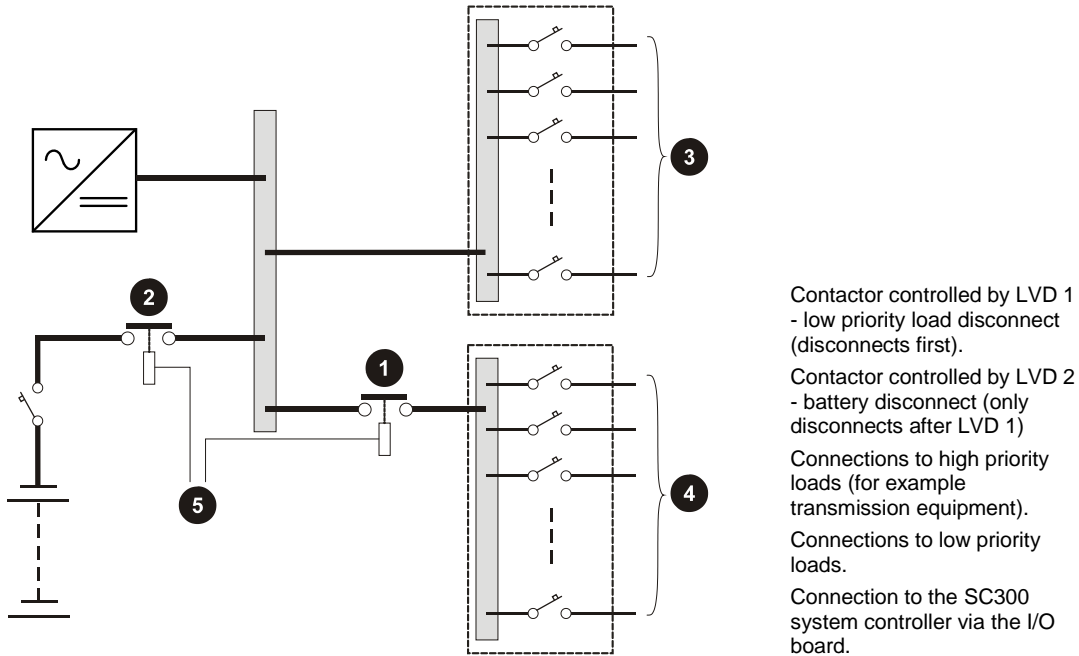 3
2
1
4
5
Contactor controlled by LVD 1
- low priority load disconnect
(disconnects first).
Contactor controlled by LVD 2
- battery disconnect (only
disconnects after LVD 1)
Connections to high priority
loads (for example
transmission equipment).
Connections to low priority
loads.
Connection to the SC300
system controller via the I/O
board.